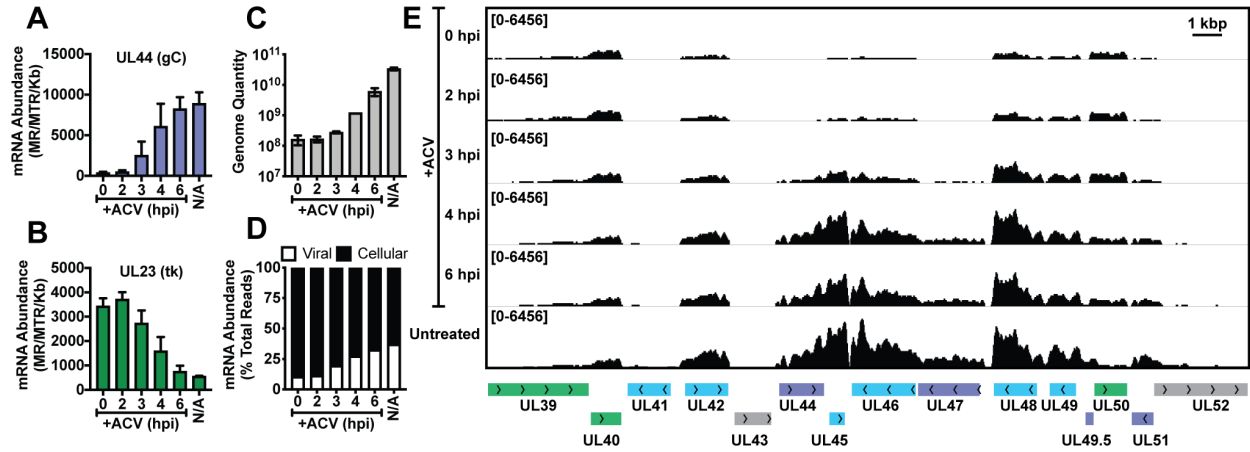 A
UL44 (gC)
mRNA Abundance
(MR/MTR/Kb)
15000
10000
5000
0
0 2 3 4 6 N/A
+ACV (hpi)
B
UL23 (tk)
mRNA Abundance
(MR/MTR/Kb)
5000
4000
3000
2000
1000
0
0 2 3 4 6 N/A
+ACV (hpi)
C
Genome Quantity
10¹¹
10¹⁰
10⁹
10⁸
10⁷
0 2 3 4 6 N/A
+ACV (hpi)
D
Viral Cellular
mRNA Abundance
(% Total Reads)
100
75
50
25
0
0 2 3 4 6 N/A
+ACV (hpi)
E
+ACV
1 kbp
0 hpi [0-6456]
2 hpi [0-6456]
3 hpi [0-6456]
4 hpi [0-6456]
6 hpi [0-6456]
Untreated [0-6456]
UL39 UL41 UL42 UL44 UL46 UL47 UL48 UL49 UL50 UL52
UL40 UL43 UL45 UL49.5 UL51